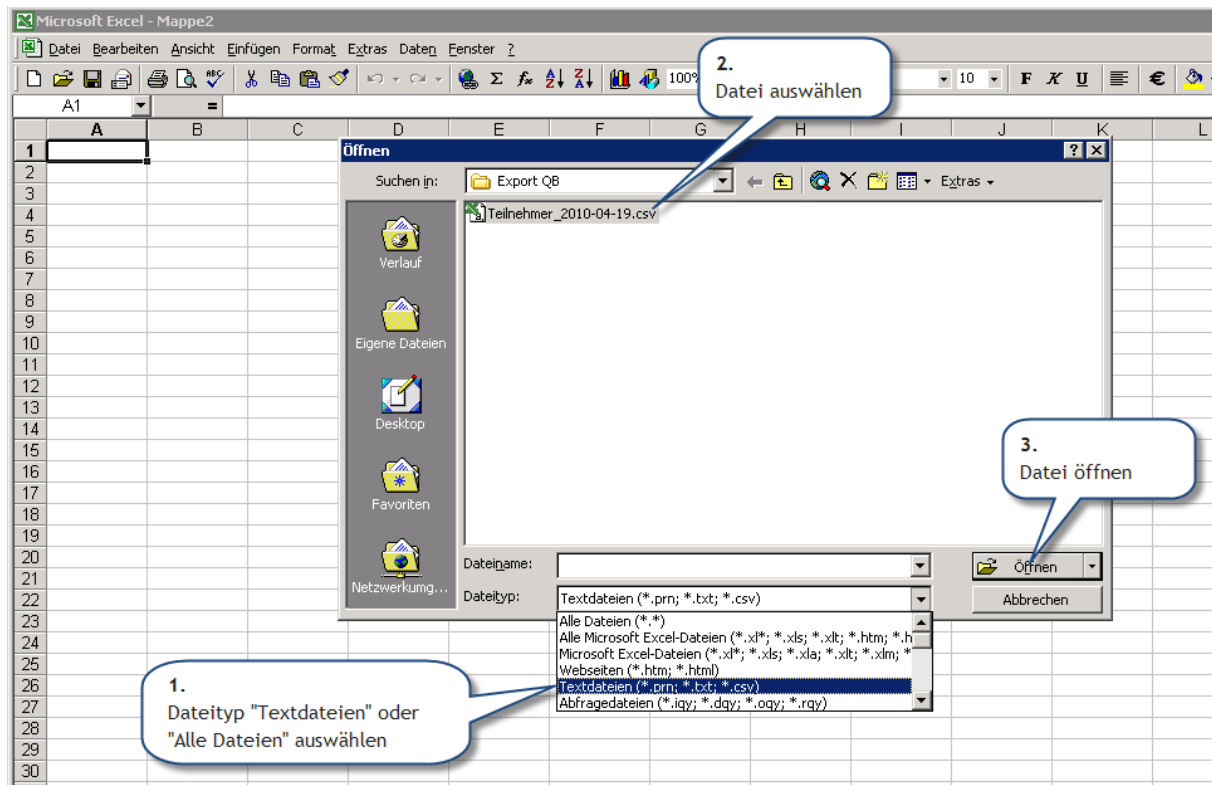 Microsoft Excel - Mappe2
Datei Bearbeiten Ansicht Einfügen Format Extras Daten Fenster ?
100% 10 F K U €
A1 =
A B C D E F G H I J K L
2.
Datei auswählen
Öffnen
Suchen in: Export QB Extras
Teilnehmer_2010-04-19.csv
Verlauf
Eigene Dateien
Desktop
Favoriten
Netzwerkumg...
3.
Datei öffnen
Dateiname: Öffnen
Dateityp: Textdateien (*.prn; *.txt; *.csv) Abbrechen
Alle Dateien (*.*)
Alle Microsoft Excel-Dateien (*.xl*; *.xls; *.xlt; *.htm; *.h
Microsoft Excel-Dateien (*.xl*; *.xls; *.xla; *.xlt; *.xlm; *
Webseiten (*.htm; *.html)
Textdateien (*.prn; *.txt; *.csv)
Abfragedateien (*.iqy; *.dqy; *.oqy; *.rqy)
1.
Dateityp "Textdateien" oder
"Alle Dateien" auswählen
1
2
3
4
5
6
7
8
9
10
11
12
13
14
15
16
17
18
19
20
21
22
23
24
25
26
27
28
29
30